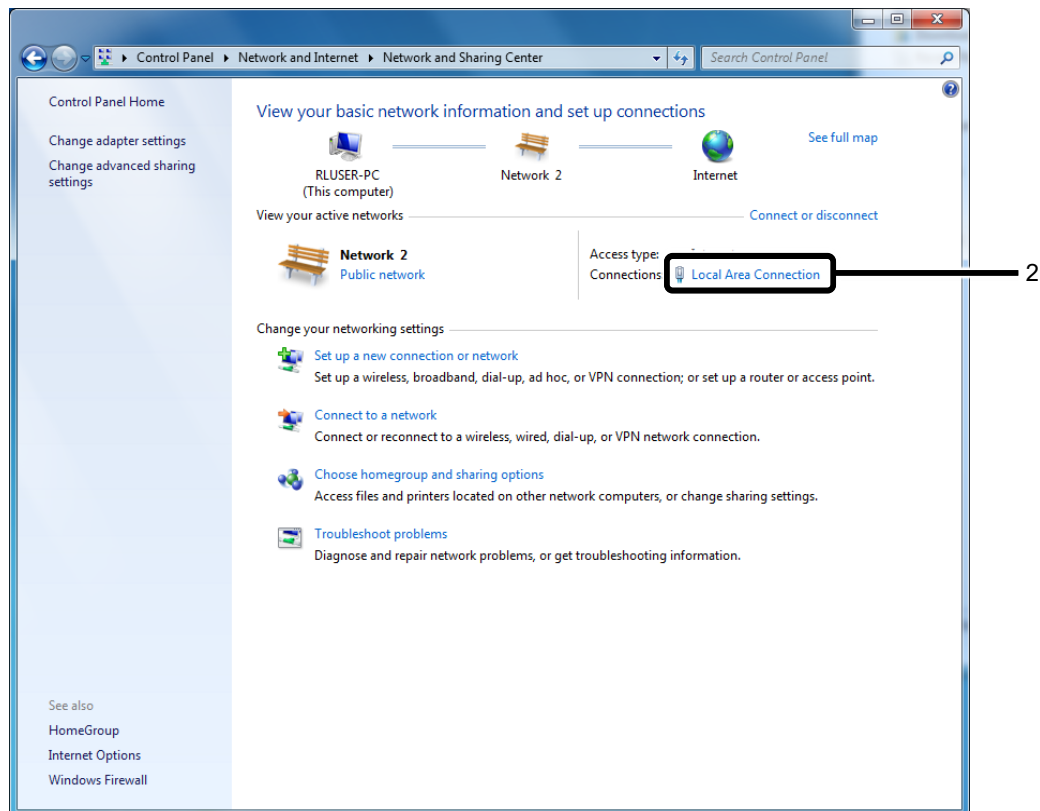 Control Panel Network and Internet Network and Sharing Center Search Control Panel
Control Panel Home
Change adapter settings
Change advanced sharing
settings
View your basic network information and set up connections
See full map
RLUSER-PC
(This computer)
Network 2
Internet
View your active networks
Connect or disconnect
Network 2
Public network
Access type:
Connections
Local Area Connection
2
Change your networking settings
Set up a new connection or network
Set up a wireless, broadband, dial-up, ad hoc, or VPN connection; or set up a router or access point.
Connect to a network
Connect or reconnect to a wireless, wired, dial-up, or VPN network connection.
Choose homegroup and sharing options
Access files and printers located on other network computers, or change sharing settings.
Troubleshoot problems
Diagnose and repair network problems, or get troubleshooting information.
See also
HomeGroup
Internet Options
Windows Firewall